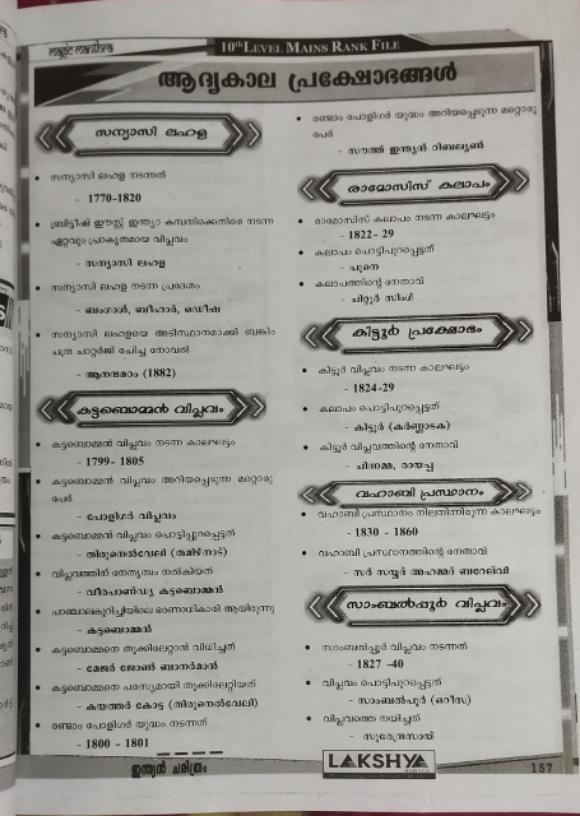 magic manthra
10th LEVEL MAINS RANK FILE
ആദ്യകാല പ്രക്ഷോഭങ്ങൾ
സന്യാസി ലഹള
• സന്യാസി ലഹള നടന്നത്
- 1770-1820
• ബ്രിട്ടീഷ് ഈസ്റ്റ് ഇന്ത്യാ കമ്പനിക്കെതിരെ നടന്ന
ഏറ്റവും പ്രാകൃതമായ വിപ്ലവം
- സന്യാസി ലഹള
• സന്യാസി ലഹള നടന്ന പ്രദേശം
- ബംഗാൾ, ബീഹാർ, ഒഡീഷ
• സന്യാസി ലഹളയെ അടിസ്ഥാനമാക്കി ബങ്കിം
ചന്ദ്ര ചാറ്റർജി രചിച്ച നോവൽ
- ആനന്ദമഠം (1882)
കട്ടബൊമ്മൻ വിപ്ലവം
• കട്ടബൊമ്മൻ വിപ്ലവം നടന്ന കാലഘട്ടം
- 1799- 1805
• കട്ടബൊമ്മൻ വിപ്ലവം അറിയപ്പെടുന്ന മറ്റൊരു
പേര്
- പോളിഗർ വിപ്ലവം
• കട്ടബൊമ്മൻ വിപ്ലവം പൊട്ടിപ്പുറപ്പെട്ടത്
- തിരുനെൽവേലി (തമിഴ്നാട്)
• വിപ്ലവത്തിന് നേതൃത്വം നൽകിയത്
- വീരപാണ്ഡ്യ കട്ടബൊമ്മൻ
• പാഞ്ചാലകുറിച്ചിയിലെ ഭരണാധികാരി ആയിരുന്നു
- കട്ടബൊമ്മൻ
• കട്ടബൊമ്മനെ തൂക്കിലേറ്റാൻ വിധിച്ചത്
- മേജർ ജോൺ ബാനർമാൻ
• കട്ടബൊമ്മനെ പരസ്യമായി തൂക്കിലേറ്റിയത്
- കയത്തർ കോട്ട (തിരുനെൽവേലി)
• രണ്ടാം പോളിഗർ യുദ്ധം നടന്നത്
- 1800 - 1801
• രണ്ടാം പോളിഗർ യുദ്ധം അറിയപ്പെടുന്ന മറ്റൊരു
പേര്
- സൗത്ത് ഇന്ത്യൻ റിബല്യൺ
രാമോസിസ് കലാപം
• രാമോസിസ് കലാപം നടന്ന കാലഘട്ടം
- 1822- 29
• കലാപം പൊട്ടിപുറപ്പെട്ടത്
- പൂനെ
• കലാപത്തിന്റെ നേതാവ്
- ചിറ്റൂർ സിംഗ്
കിട്ടൂർ പ്രക്ഷോഭം
• കിട്ടൂർ വിപ്ലവം നടന്ന കാലഘട്ടം
- 1824-29
• കലാപം പൊട്ടിപുറപ്പെട്ടത്
- കിട്ടൂർ (കർണ്ണാടക)
• കിട്ടൂർ വിപ്ലവത്തിന്റെ നേതാവ്
- ചിന്നമ്മ, രായപ്പ
വഹാബി പ്രസ്ഥാനം
• വഹാബി പ്രസ്ഥാനം നിലനിന്നിരുന്ന കാലഘട്ടം
- 1830 - 1860
• വഹാബി പ്രസ്ഥാനത്തിന്റെ നേതാവ്
- സർ സയ്യദ് അഹമ്മദ് ബറേല്‍വി
സാംബൽപ്പൂർ വിപ്ലവം
• സാംബൽപ്പൂർ വിപ്ലവം നടന്നത്
- 1827 -40
• വിപ്ലവം പൊട്ടിപുറപ്പെട്ടത്
- സാംബൽപൂർ (ഒറീസ)
• വിപ്ലവത്തെ നയിച്ചത്
- സുരേന്ദ്രസായ്
ഇന്ത്യൻ ചരിത്രം
LAKSHYA
157